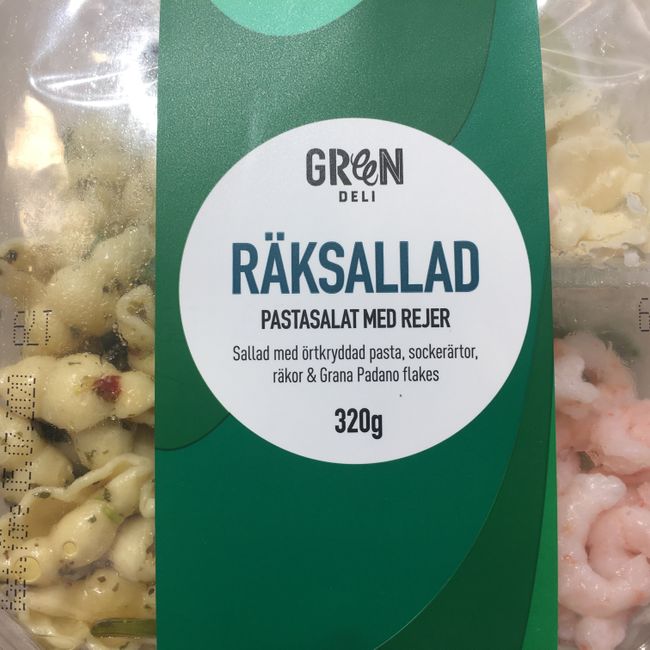 GREEN
DELI
RÄKSALLAD
PASTASALAT MED REJER
Sallad med örtkryddad pasta, sockerärtor,
räkor & Grana Padano flakes
320g